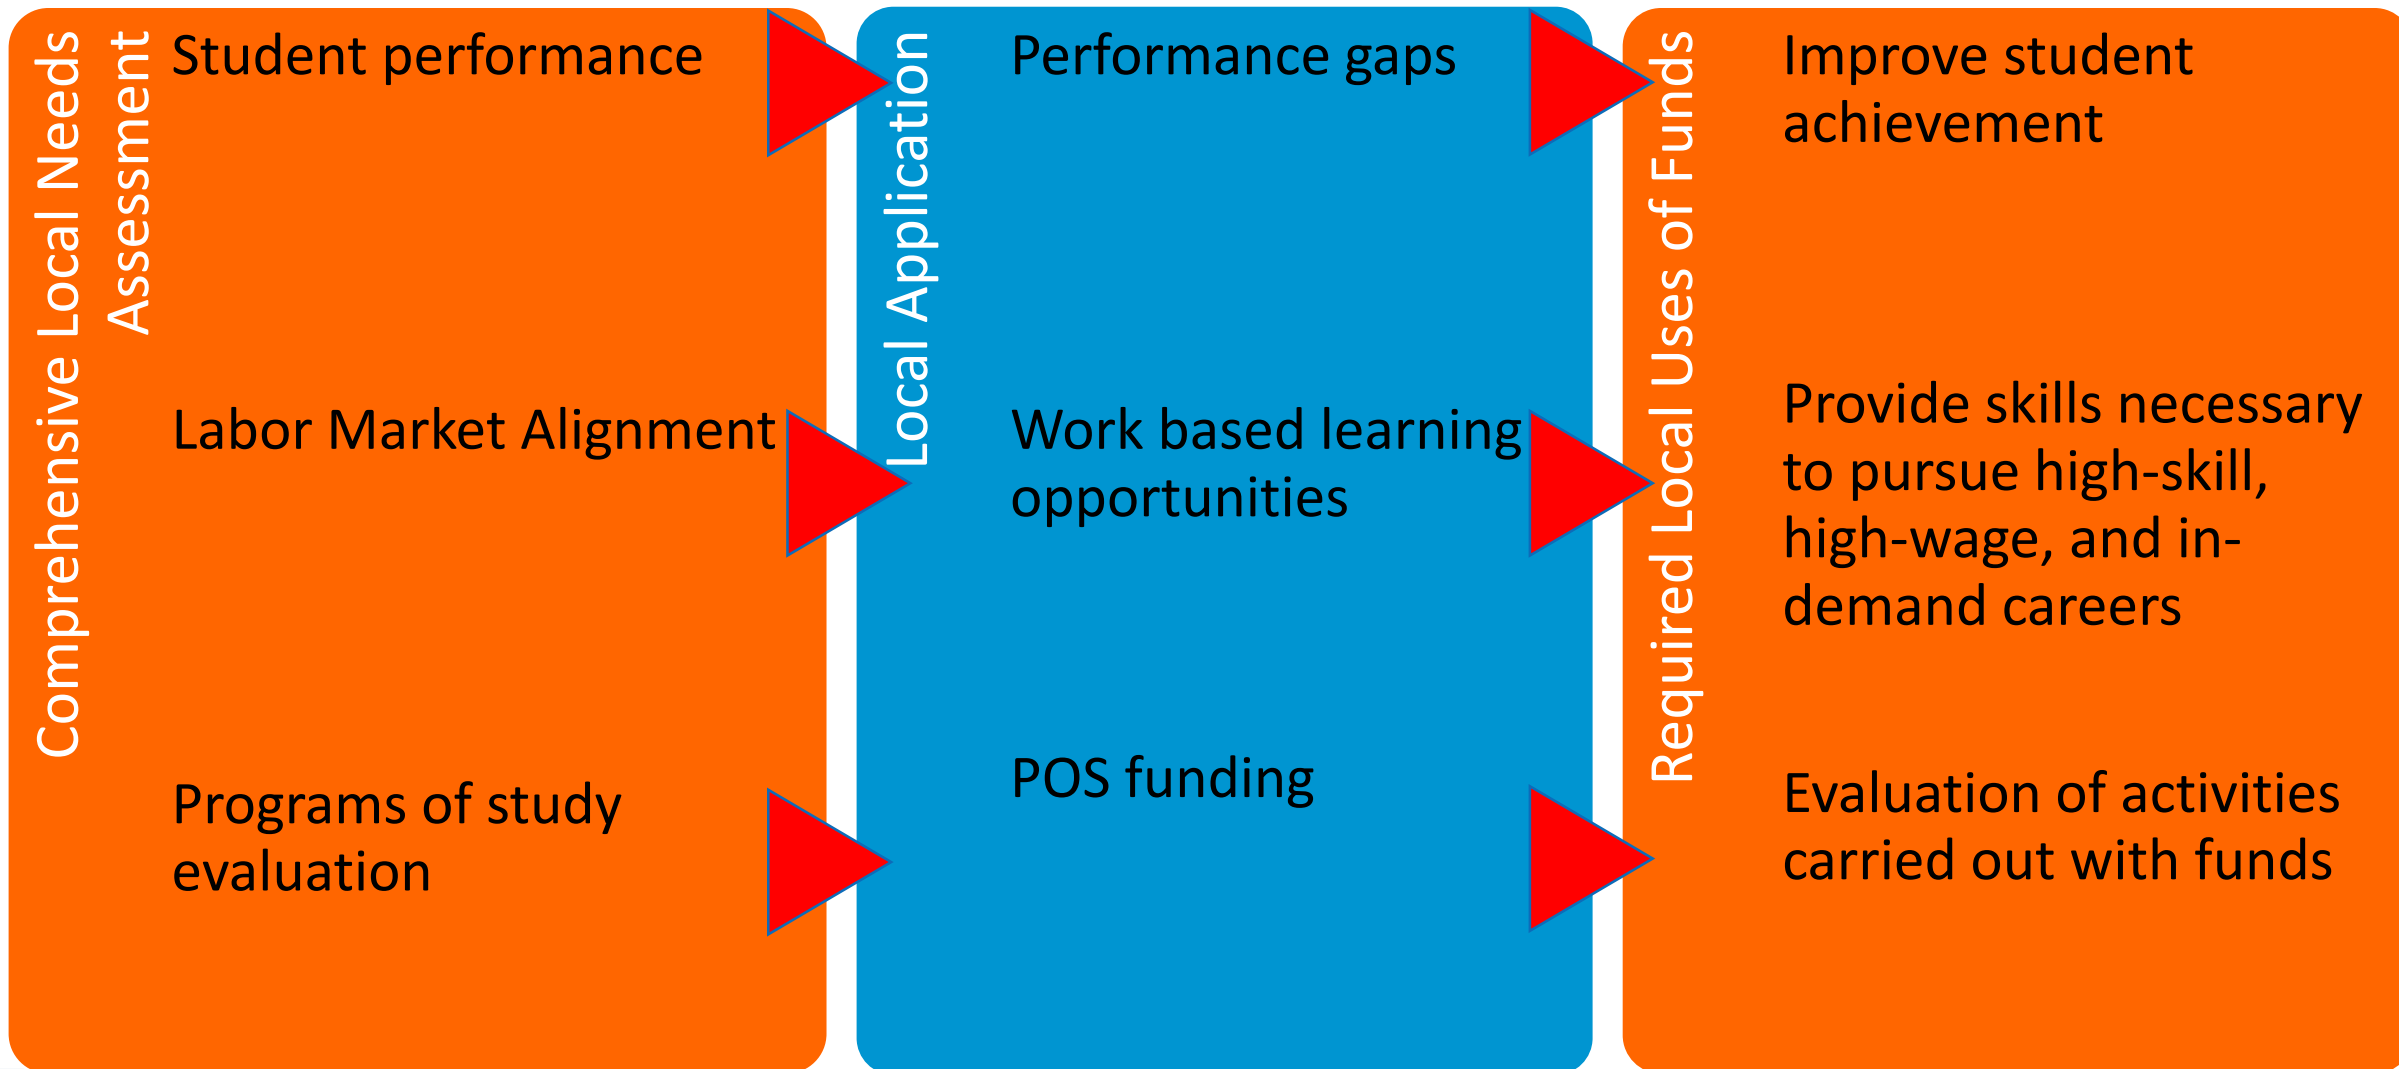 Comprehensive Local Needs
Assessment
Student performance
Labor Market Alignment
Programs of study
evaluation
Local Application
Performance gaps
Work based learning
opportunities
POS funding
Required Local Uses of Funds
Improve student
achievement
Provide skills necessary
to pursue high-skill,
high-wage, and in-
demand careers
Evaluation of activities
carried out with funds